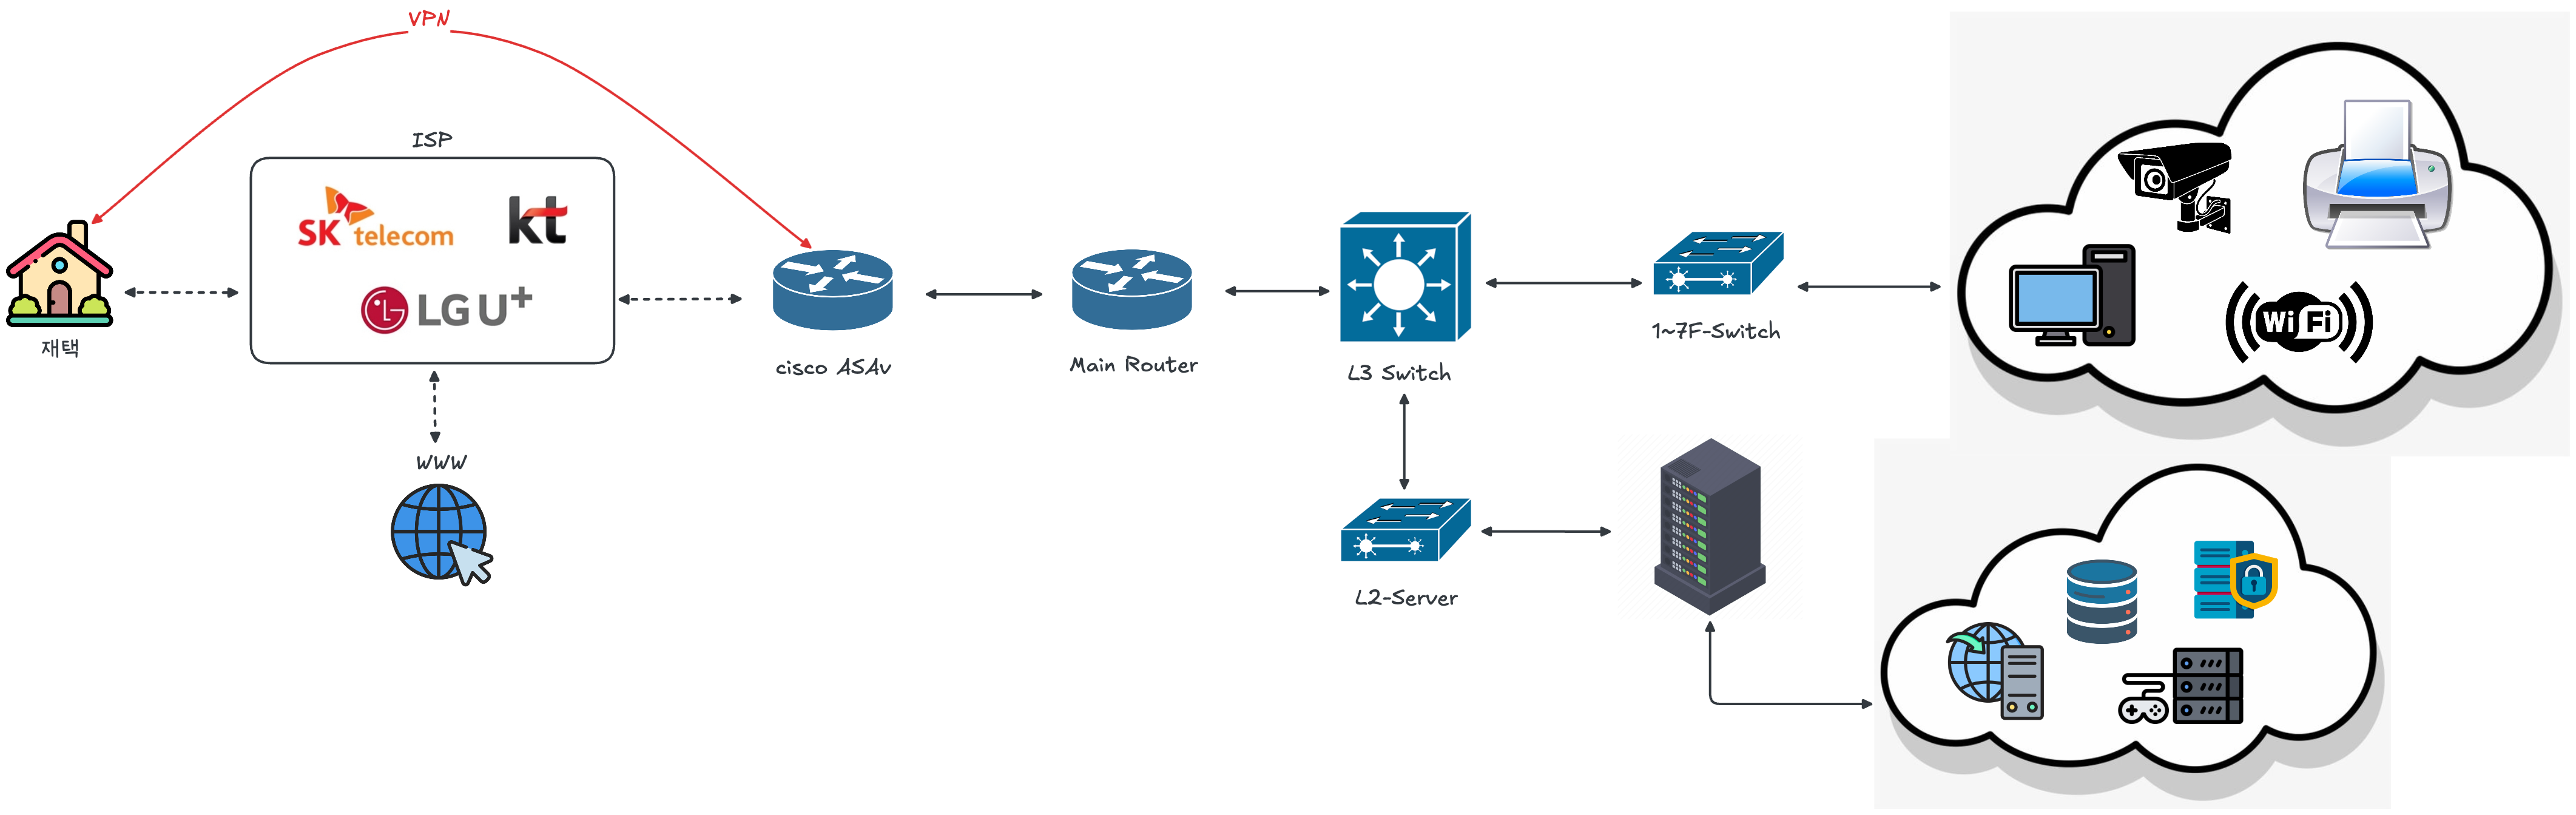 VPN
ISP
SK telecom
kt
LG U+
재택
WWW
cisco ASAv
Main Router
L3 Switch
1~7F-Switch
L2-Server
Wi Fi